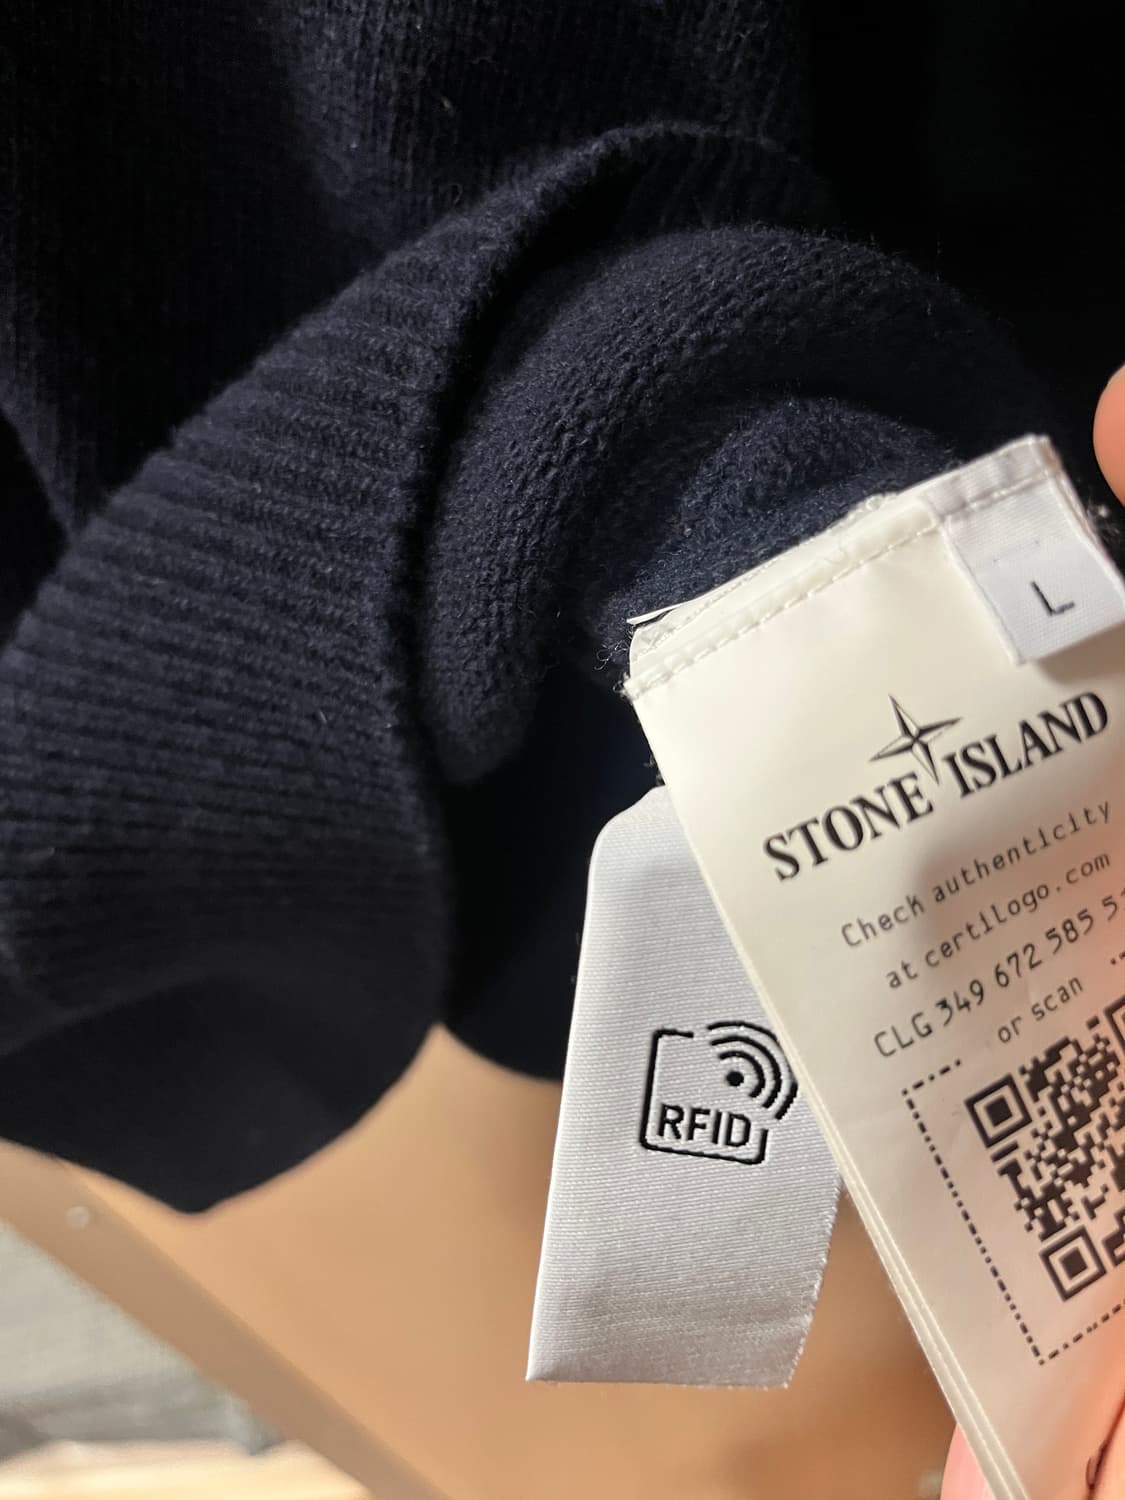 L
STONE ISLAND
Check authenticity
at certilogo.com
CLG 349 672 585
or scan
RFID